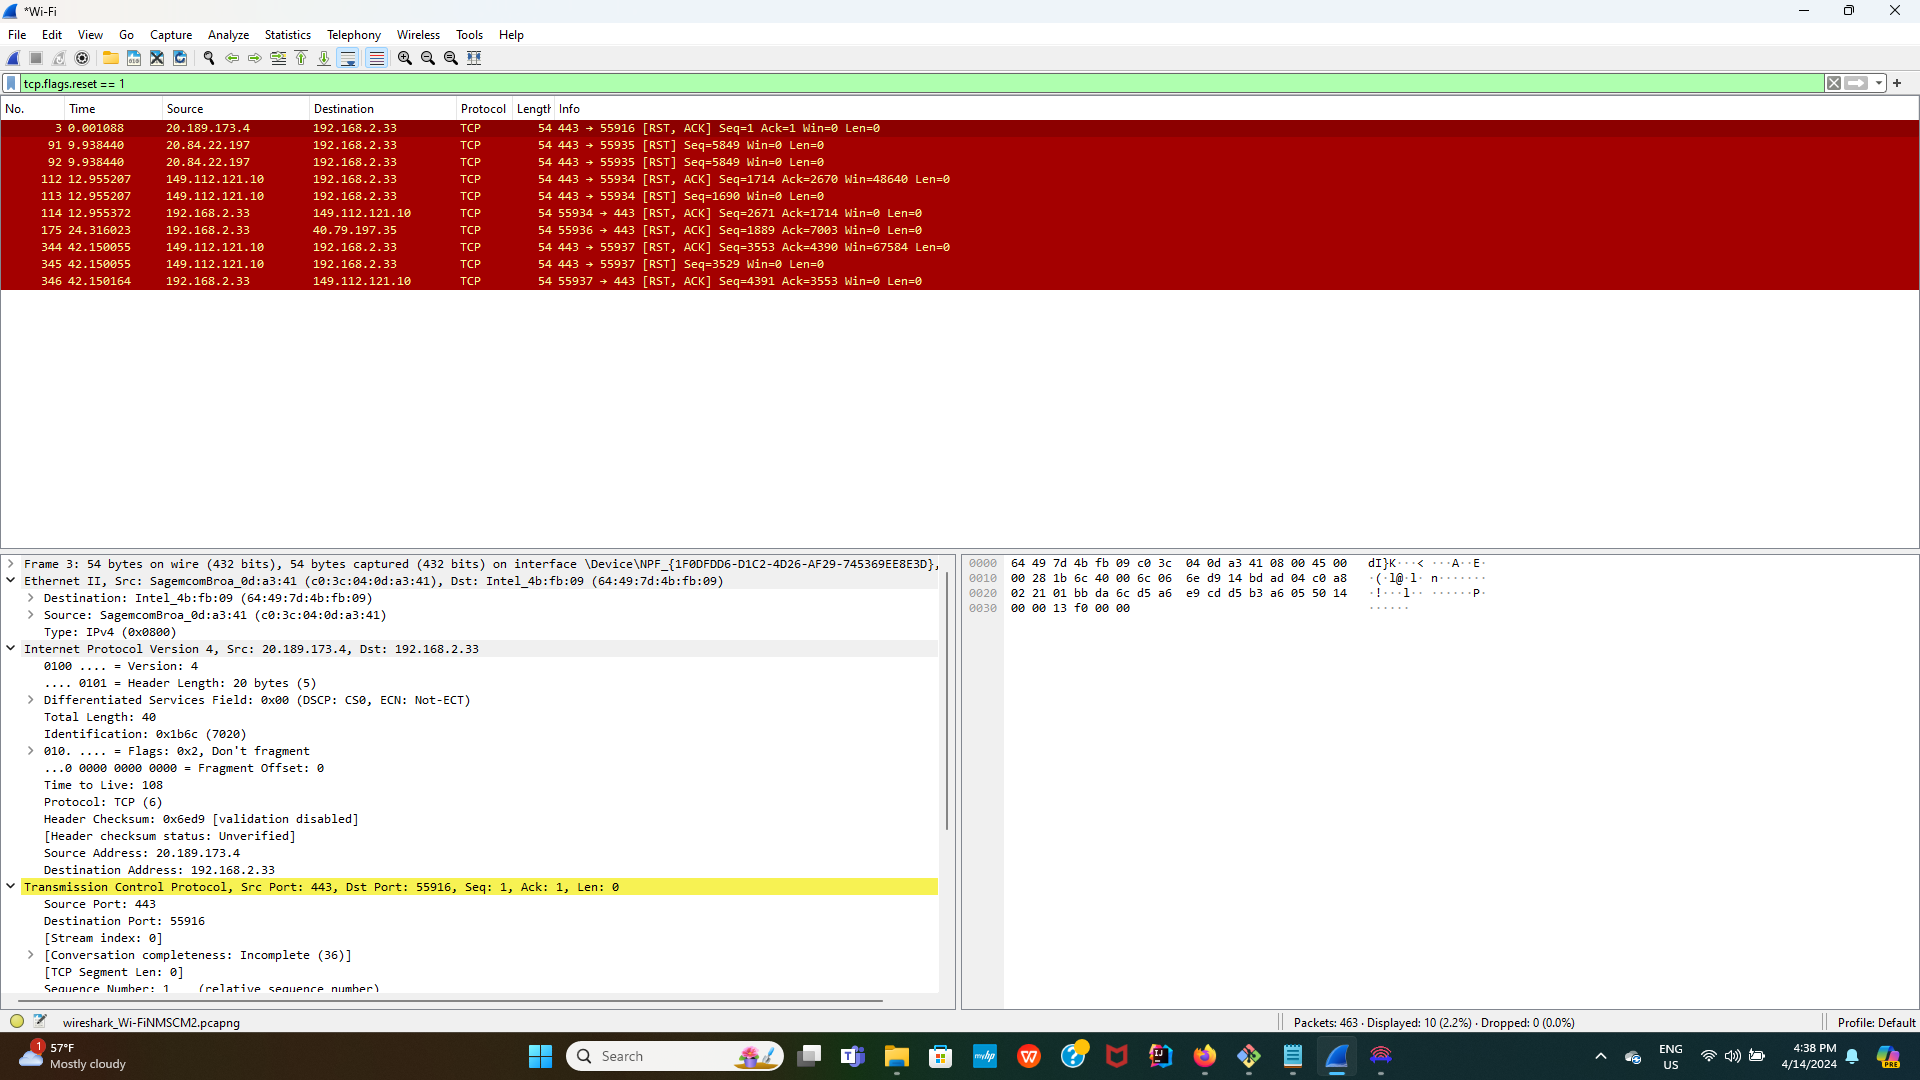 *Wi-Fi
File Edit View Go Capture Analyze Statistics Telephony Wireless Tools Help
tcp.flags.reset == 1
No. Time Source Destination Protocol Length Info
3 0.001088 20.189.173.4 192.168.2.33 TCP 54 443 → 55916 [RST, ACK] Seq=1 Ack=1 Win=0 Len=0
91 9.938440 20.84.22.197 192.168.2.33 TCP 54 443 → 55935 [RST] Seq=5849 Win=0 Len=0
92 9.938440 20.84.22.197 192.168.2.33 TCP 54 443 → 55935 [RST] Seq=5849 Win=0 Len=0
112 12.955207 149.112.121.10 192.168.2.33 TCP 54 443 → 55934 [RST, ACK] Seq=1714 Ack=2670 Win=48640 Len=0
113 12.955207 149.112.121.10 192.168.2.33 TCP 54 443 → 55934 [RST] Seq=1690 Win=0 Len=0
114 12.955372 192.168.2.33 149.112.121.10 TCP 54 55934 → 443 [RST, ACK] Seq=2671 Ack=1714 Win=0 Len=0
175 24.316023 192.168.2.33 40.79.197.35 TCP 54 55936 → 443 [RST, ACK] Seq=1889 Ack=7003 Win=0 Len=0
344 42.150055 149.112.121.10 192.168.2.33 TCP 54 443 → 55937 [RST, ACK] Seq=3553 Ack=4390 Win=67584 Len=0
345 42.150055 149.112.121.10 192.168.2.33 TCP 54 443 → 55937 [RST] Seq=3529 Win=0 Len=0
346 42.150164 192.168.2.33 149.112.121.10 TCP 54 55937 → 443 [RST, ACK] Seq=4391 Ack=3553 Win=0 Len=0
Frame 3: 54 bytes on wire (432 bits), 54 bytes captured (432 bits) on interface \Device\NPF_{1F0DFDD6-D1C2-4D26-AF29-745369EE8E3D},
Ethernet II, Src: SagemcomBroa_0d:a3:41 (c0:3c:04:0d:a3:41), Dst: Intel_4b:fb:09 (64:49:7d:4b:fb:09)
Destination: Intel_4b:fb:09 (64:49:7d:4b:fb:09)
Source: SagemcomBroa_0d:a3:41 (c0:3c:04:0d:a3:41)
Type: IPv4 (0x0800)
Internet Protocol Version 4, Src: 20.189.173.4, Dst: 192.168.2.33
0100 .... = Version: 4
.... 0101 = Header Length: 20 bytes (5)
Differentiated Services Field: 0x00 (DSCP: CS0, ECN: Not-ECT)
Total Length: 40
Identification: 0x1b6c (7020)
010. .... = Flags: 0x2, Don't fragment
...0 0000 0000 0000 = Fragment Offset: 0
Time to Live: 108
Protocol: TCP (6)
Header Checksum: 0x6ed9 [validation disabled]
[Header checksum status: Unverified]
Source Address: 20.189.173.4
Destination Address: 192.168.2.33
Transmission Control Protocol, Src Port: 443, Dst Port: 55916, Seq: 1, Ack: 1, Len: 0
Source Port: 443
Destination Port: 55916
[Stream index: 0]
[Conversation completeness: Incomplete (36)]
[TCP Segment Len: 0]
Sequence Number: 1 (relative sequence number)
0000 64 49 7d 4b fb 09 c0 3c 04 0d a3 41 08 00 45 00 dI}K···< ···A··E·
0010 00 28 1b 6c 40 00 6c 06 6e d9 14 bd ad 04 c0 a8 ·(·l@·l· n·······
0020 02 21 01 bb da 6c d5 a6 e9 cd d5 b3 a6 05 50 14 ·!···l·· ······P·
0030 00 00 13 f0 00 00 ······
wireshark_Wi-FiNMSCM2.pcapng
Packets: 463 · Displayed: 10 (2.2%) · Dropped: 0 (0.0%)
Profile: Default
1
57°F
Mostly cloudy
Search
myhp
ENG
US
4:38 PM
4/14/2024
PRE